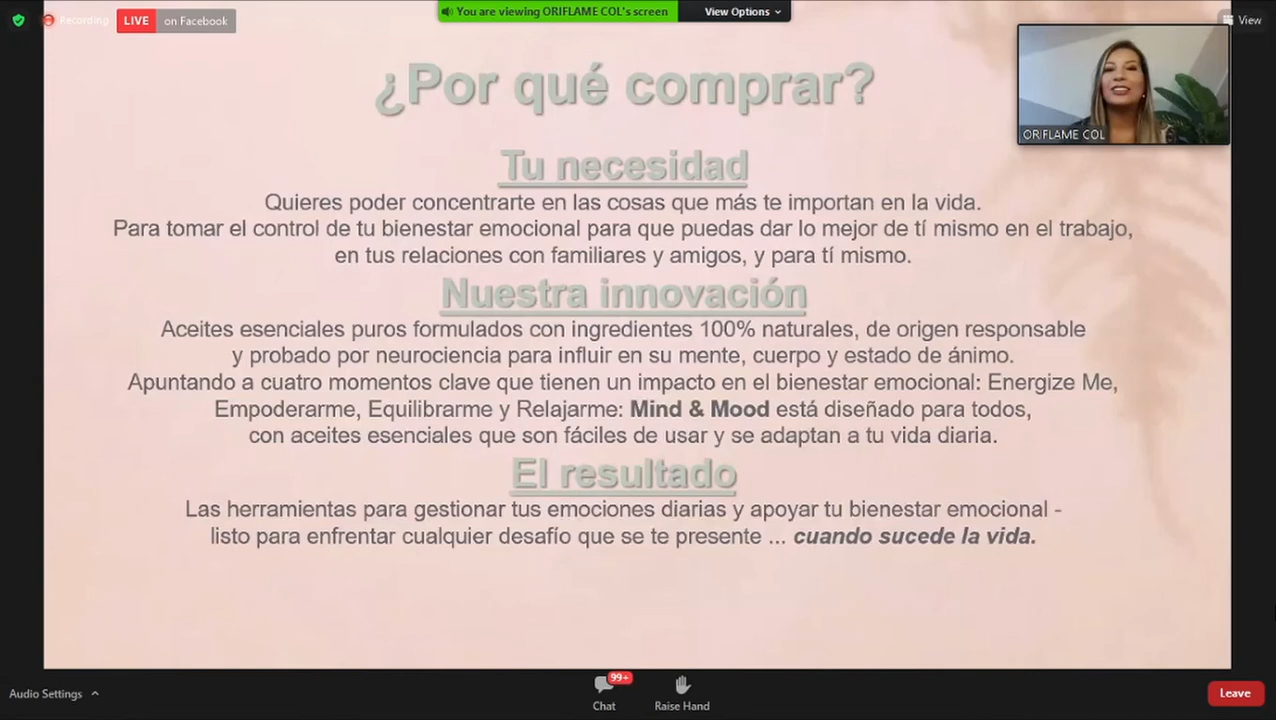 Recording
LIVE on Facebook
You are viewing ORIFLAME COL's screen
View Options
View
¿Por qué comprar?
ORIFLAME COL
Tu necesidad
Quieres poder concentrarte en las cosas que más te importan en la vida.
Para tomar el control de tu bienestar emocional para que puedas dar lo mejor de tí mismo en el trabajo,
en tus relaciones con familiares y amigos, y para tí mismo.
Nuestra innovación
Aceites esenciales puros formulados con ingredientes 100% naturales, de origen responsable
y probado por neurociencia para influir en su mente, cuerpo y estado de ánimo.
Apuntando a cuatro momentos clave que tienen un impacto en el bienestar emocional: Energize Me,
Empoderarme, Equilibrarme y Relajarme: Mind & Mood está diseñado para todos,
con aceites esenciales que son fáciles de usar y se adaptan a tu vida diaria.
El resultado
Las herramientas para gestionar tus emociones diarias y apoyar tu bienestar emocional -
listo para enfrentar cualquier desafío que se te presente ... cuando sucede la vida.
Audio Settings
99+
Chat
Raise Hand
Leave